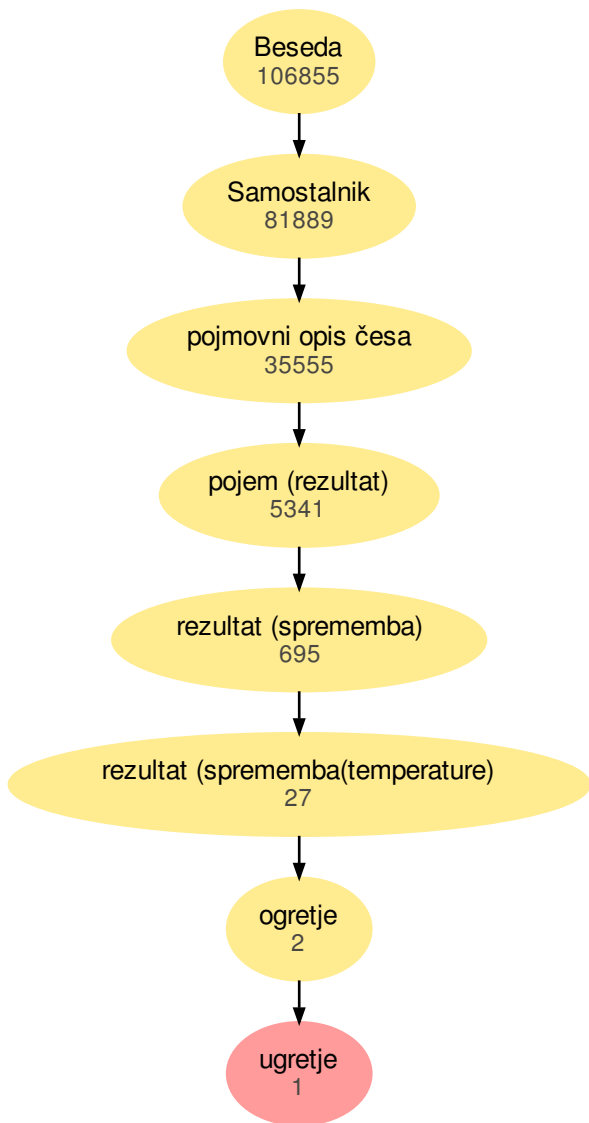 Beseda
106855
Samostalnik
81889
pojmovni opis česa
35555
pojem (rezultat)
5341
rezultat (sprememba)
695
rezultat (sprememba(temperature)
27
ogretje
2
ugretje
1